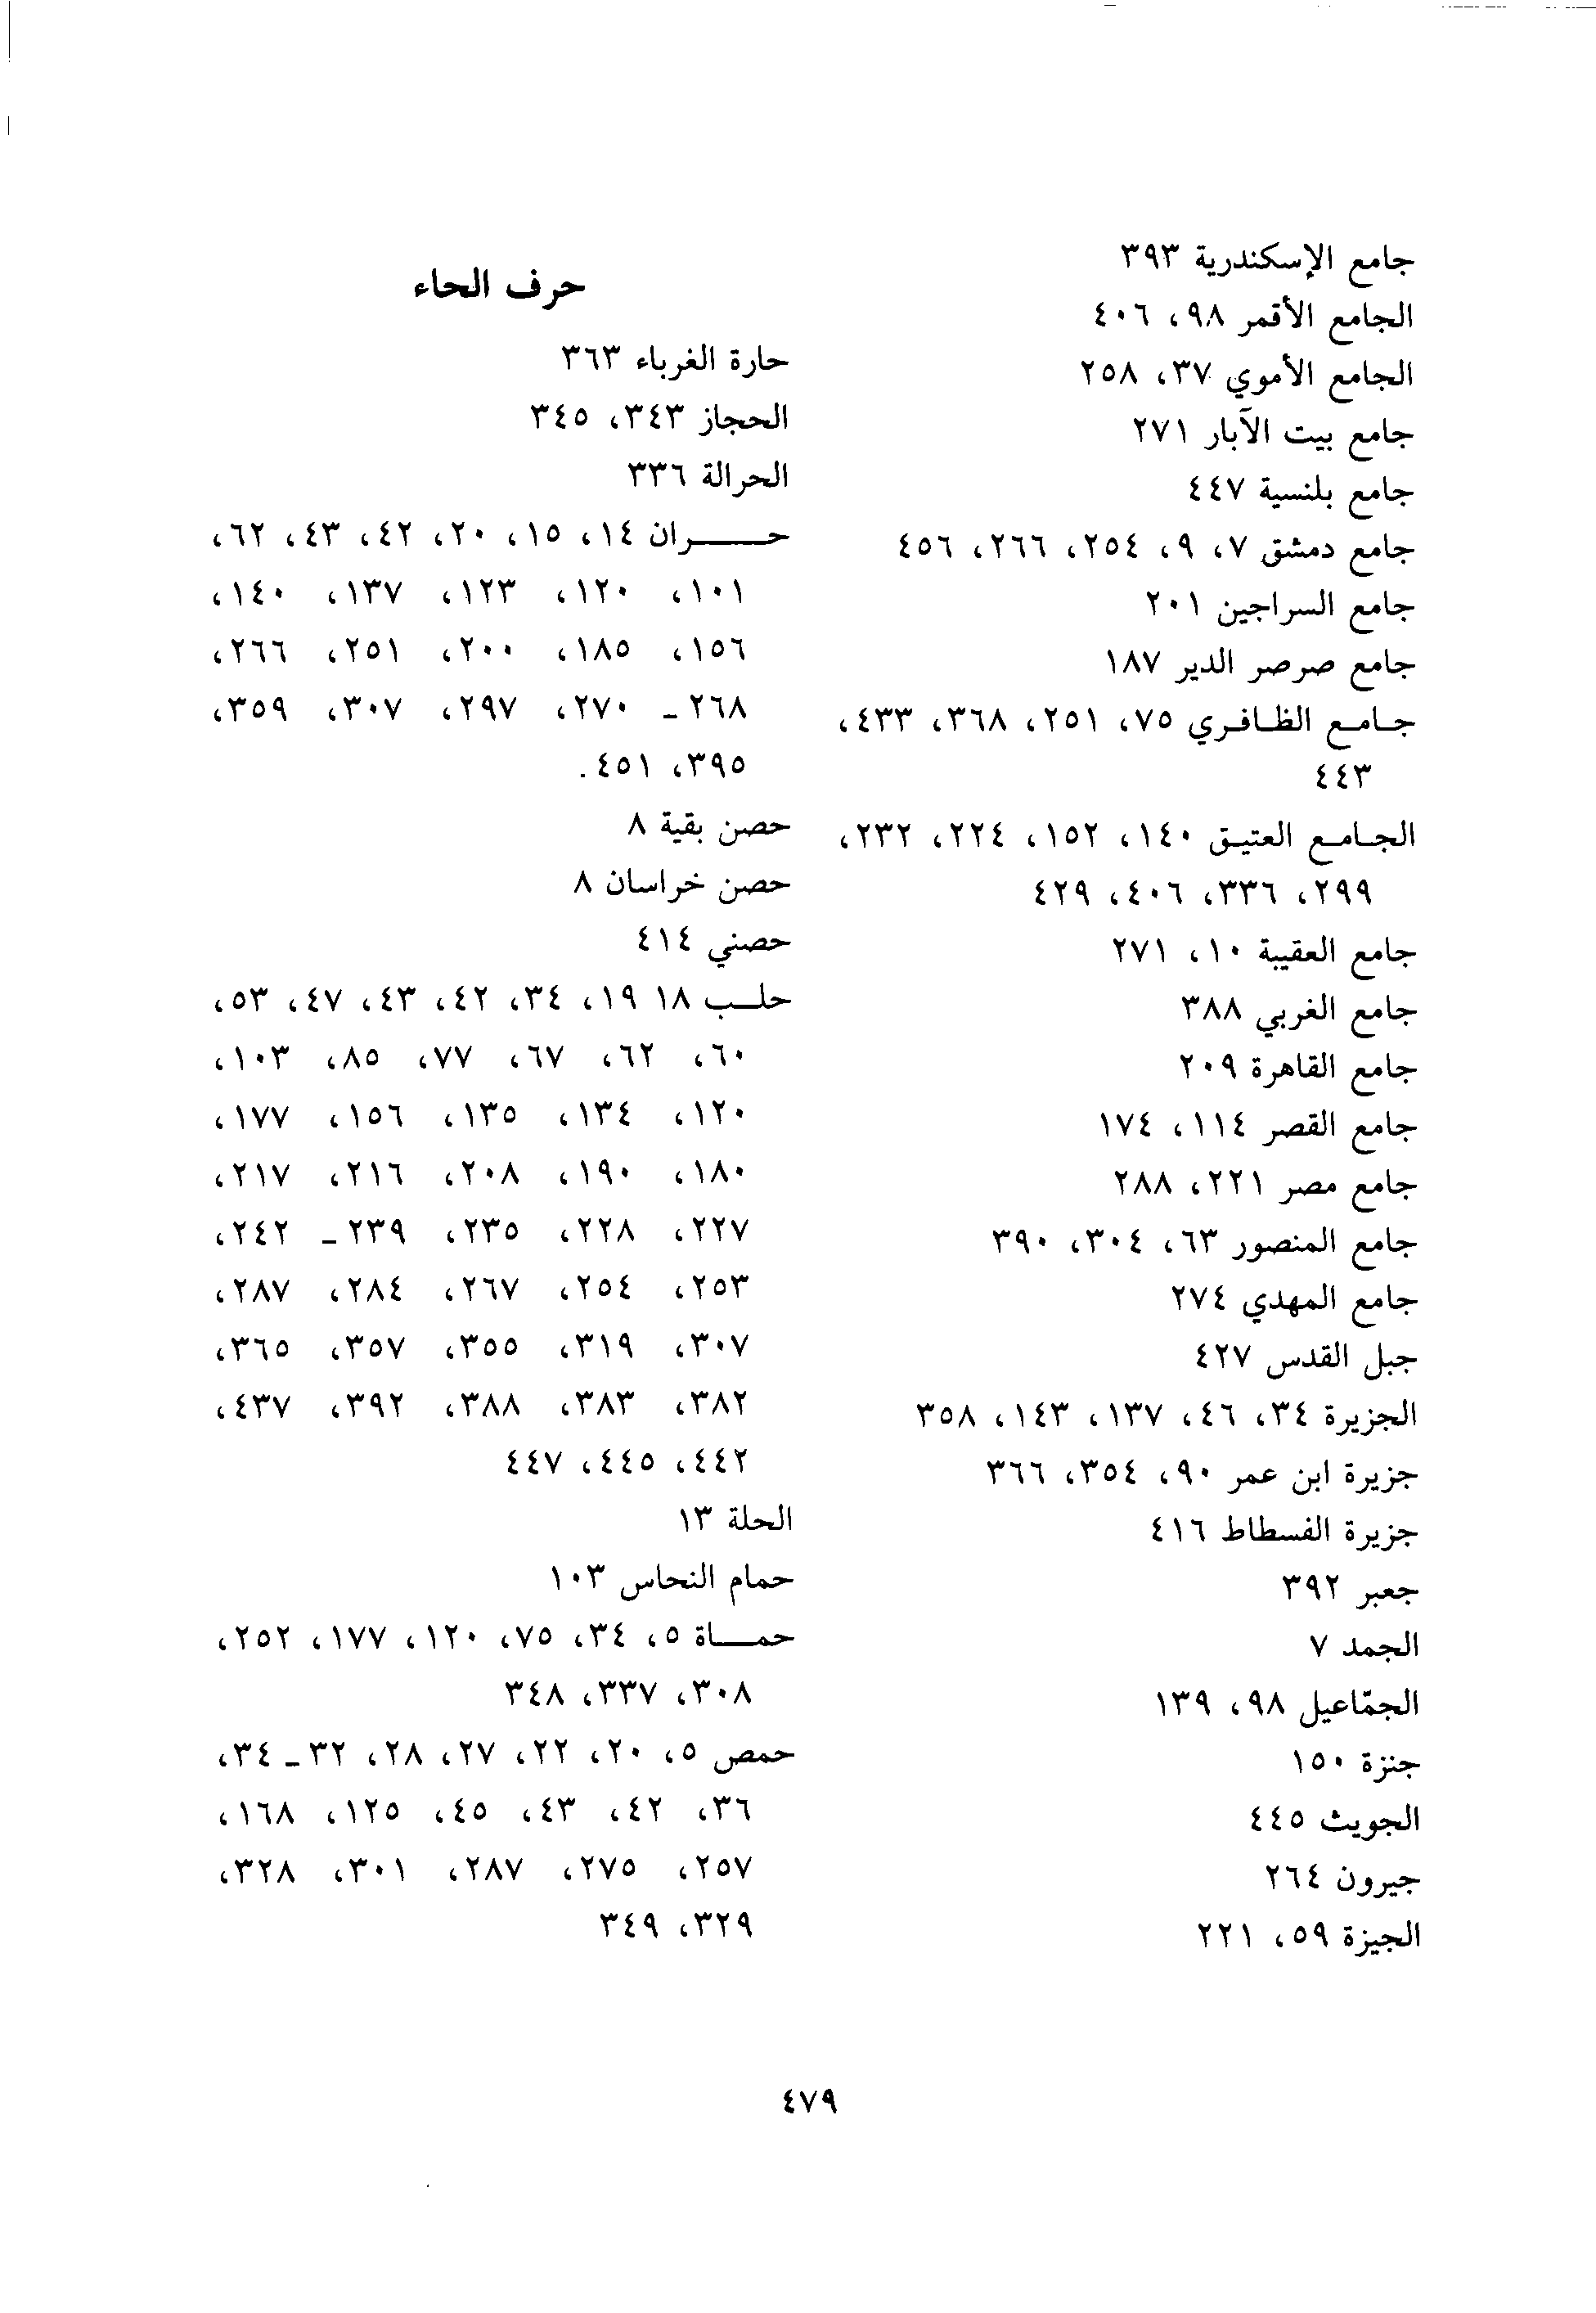 جامع الإسكندرية ٣٩٣
الجامع الأقمر ٩٨، ٤٠٦
الجامع الأموي ٣٧، ٢٥٨
جامع بيت الآبار ٢٧١
جامع بلنسية ٤٤٧
جامع دمشق ٧، ٩، ٢٥٤، ٢٦٦، ٤٥٦
جامع السراجين ٢٠١
جامع صرصر الدير ١٨٧
جامع الظافري ٧٥، ٢٥١، ٣٦٨، ٤٣٣،
٤٤٣
الجامع العتيق ١٤٠، ١٥٢، ٢٢٤، ٢٣٢،
٢٩٩، ٣٣٦، ٤٠٦، ٤٢٩
جامع العقيبة ١٠، ٢٧١
جامع الغربي ٣٨٨
جامع القاهرة ٢٠٩
جامع القصر ١١٤، ١٧٤
جامع مصر ٢٢١، ٢٨٨
جامع المنصور ٦٣، ٣٠٤، ٣٩٠
جامع المهدي ٢٧٤
جبل القدس ٤٢٧
الجزيرة ٣٤، ٤٦، ١٣٧، ١٤٣، ٣٥٨
جزيرة ابن عمر ٩٠، ٣٥٤، ٣٦٦
جزيرة الفسطاط ٤١٦
جعبر ٣٩٢
الجمد ٧
الجمّاعيل ٩٨، ١٣٩
جنزة ١٥٠
الجويث ٤٤٥
جيرون ٢٦٤
الجيزة ٥٩، ٢٢١
حرف الحاء
حارة الغرباء ٣٦٣
الحجاز ٣٤٣، ٣٤٥
الحرالة ٣٣٦
حران ١٤، ١٥، ٢٠، ٤٢، ٤٣، ٦٢،
١٠١، ١٢٠، ١٢٣، ١٣٧، ١٤٠،
١٥٦، ١٨٥، ٢٠٠، ٢٥١، ٢٦٦،
٢٦٨ - ٢٧٠، ٢٩٧، ٣٠٧، ٣٥٩،
٣٩٥، ٤٥١.
حصن بقية ٨
حصن خراسان ٨
حصني ٤١٤
حلب ١٨ ١٩، ٣٤، ٤٢، ٤٣، ٤٧، ٥٣،
٦٠، ٦٢، ٦٧، ٧٧، ٨٥، ١٠٣،
١٢٠، ١٣٤، ١٣٥، ١٥٦، ١٧٧،
١٨٠، ١٩٠، ٢٠٨، ٢١٦، ٢١٧،
٢٢٧، ٢٢٨، ٢٣٥، ٢٣٩ - ٢٤٢،
٢٥٣، ٢٥٤، ٢٦٧، ٢٨٤، ٢٨٧،
٣٠٧، ٣١٩، ٣٥٥، ٣٥٧، ٣٦٥،
٣٨٢، ٣٨٣، ٣٨٨، ٣٩٢، ٤٣٧،
٤٤٢، ٤٤٥، ٤٤٧
الحلة ١٣
حمام النحاس ١٠٣
حماة ٥، ٣٤، ٧٥، ١٢٠، ١٧٧، ٢٥٢،
٣٠٨، ٣٣٧، ٣٤٨
حمص ٥، ٢٠، ٢٢، ٢٧، ٢٨، ٣٢ - ٣٤،
٣٦، ٤٢، ٤٣، ٤٥، ١٢٥، ١٦٨،
٢٥٧، ٢٧٥، ٢٨٧، ٣٠١، ٣٢٨،
٣٢٩، ٣٤٩
٤٧٩